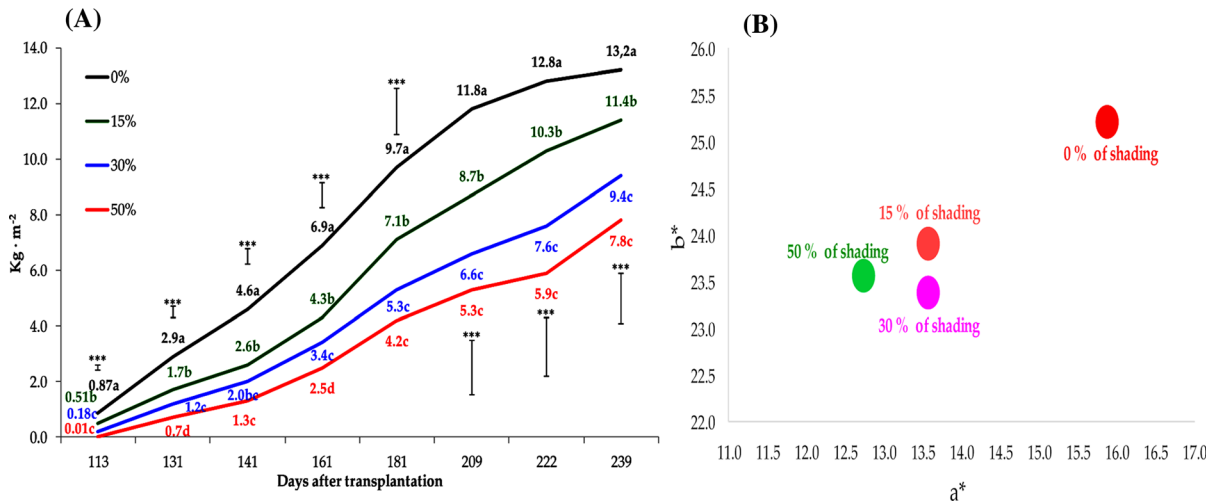 (A)
Kg · m⁻²
14.0
12.0
10.0
8.0
6.0
4.0
2.0
0.0
0%
15%
30%
50%
*** *** *** *** *** *** *** ***
0.87a 2.9a 4.6a 6.9a 9.7a 11.8a 12.8a 13,2a
0.51b 1.7b 2.6b 4.3b 7.1b 8.7b 10.3b 11.4b
0.18c 1.2c 2.0bc 3.4c 5.3c 6.6c 7.6c 9.4c
0.01c 0.7d 1.3c 2.5d 4.2c 5.3c 5.9c 7.8c
113 131 141 161 181 209 222 239
Days after transplantation
(B)
b*
26.0
25.0
24.5
24.0
23.5
23.0
22.0
0 % of shading
15 % of shading
50 % of shading
30 % of shading
11.0 11.5 12.0 12.5 13.0 13.5 14.0 14.5 15.0 15.5 16.0 16.5 17.0
a*